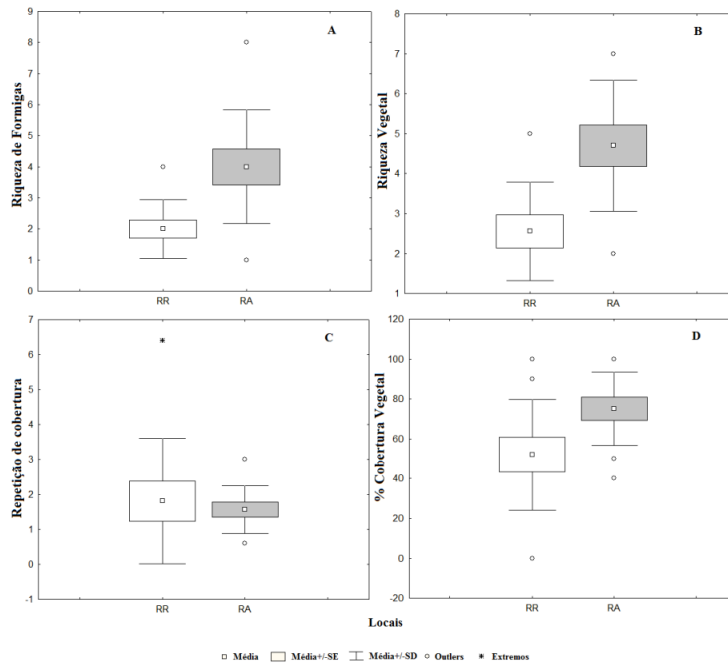 A
Riqueza de Formigas
9
8
7
6
5
4
3
2
1
0
RR RA
B
Riqueza Vegetal
8
7
6
5
4
3
2
1
RR RA
C
Repetição de cobertura
7
6
5
4
3
2
1
0
-1
RR RA
D
% Cobertura Vegetal
120
100
80
60
40
20
0
-20
RR RA
Locais
Média Média+/-SE Média+/-SD Outlers Extremos